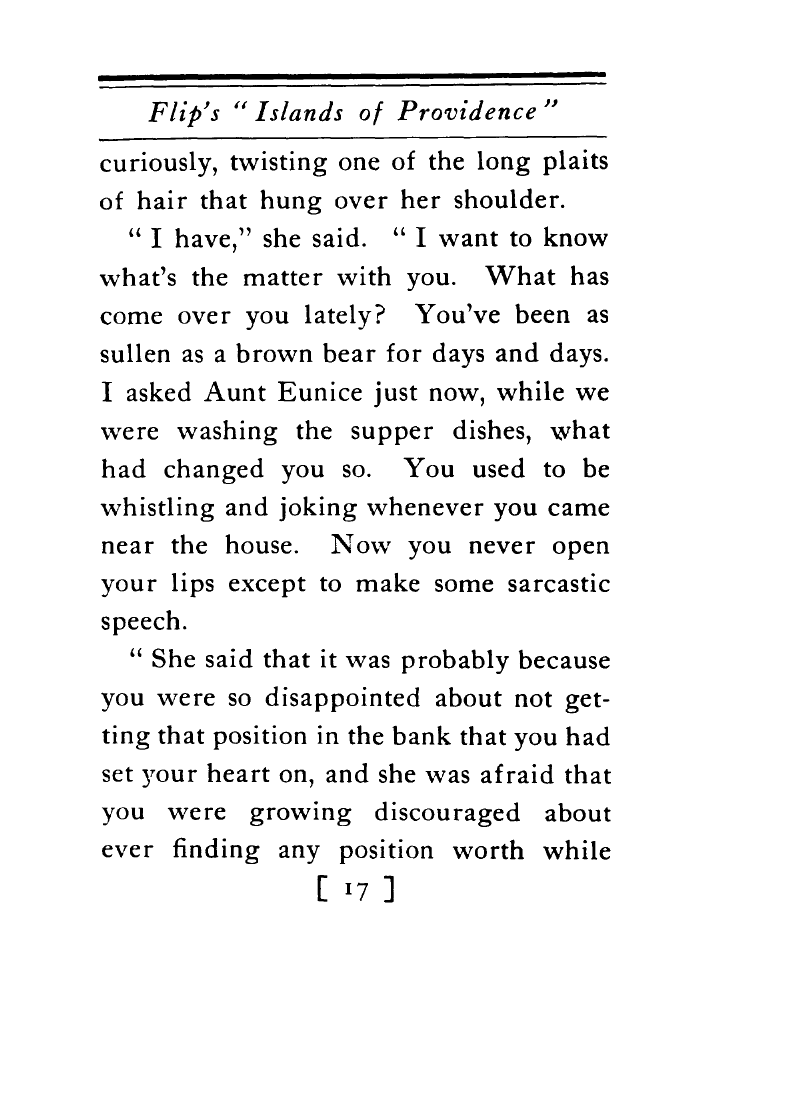 Flip's “ Islands of Providence ”
curiously, twisting one of the long plaits
of hair that hung over her shoulder.
“ I have,” she said. “ I want to know
what's the matter with you. What has
come over you lately? You've been as
sullen as a brown bear for days and days.
I asked Aunt Eunice just now, while we
were washing the supper dishes, what
had changed you so. You used to be
whistling and joking whenever you came
near the house. Now you never open
your lips except to make some sarcastic
speech.
“ She said that it was probably because
you were so disappointed about not get-
ting that position in the bank that you had
set your heart on, and she was afraid that
you were growing discouraged about
ever finding any position worth while
[ 17 ]